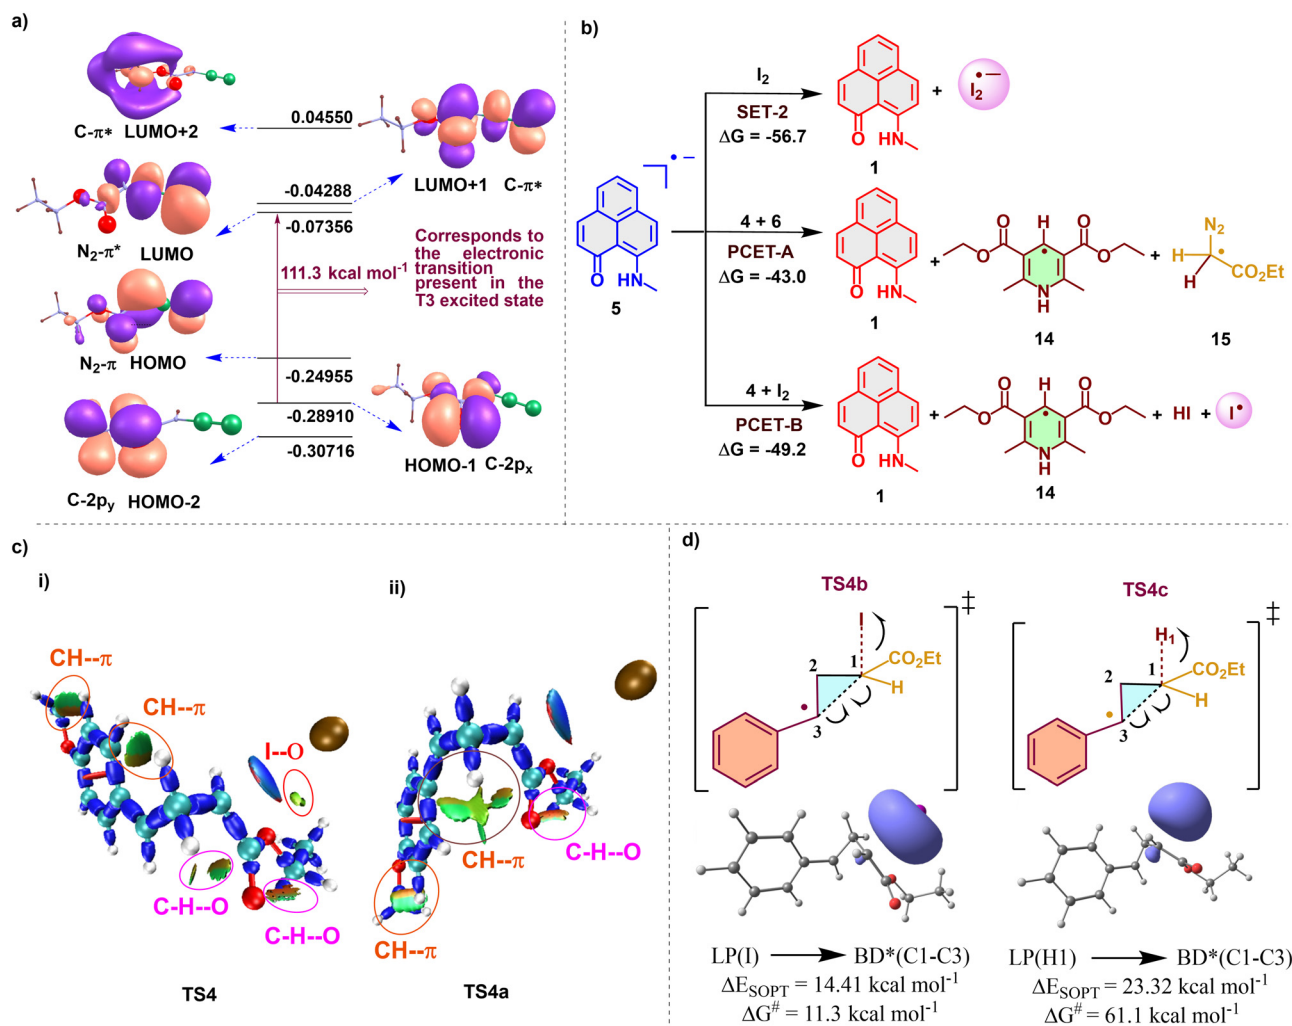 a)
C-π* LUMO+2
0.04550
LUMO+1 C-π*
-0.04288
-0.07356
N2-π* LUMO
111.3 kcal mol-1
Corresponds to
the electronic
transition
present in the
T3 excited state
N2-π HOMO
-0.24955
-0.28910
-0.30716
HOMO-1 C-2px
C-2py HOMO-2
b)
5
O
HN
•–
I2
SET-2
ΔG = -56.7
O
HN
1
+
I2•–
4 + 6
PCET-A
ΔG = -43.0
O
HN
1
+
O
H
O
O
O
N
H
14
+
N2
H
H
CO2Et
15
4 + I2
PCET-B
ΔG = -49.2
O
HN
1
+
O
H
O
O
O
N
H
14
+ HI +
I•
c)
i)
CH--π
CH--π
I--O
C-H--O
C-H--O
TS4
ii)
CH--π
C-H--O
CH--π
TS4a
d)
TS4b
‡
I
2
1
CO2Et
H
3
LP(I) → BD*(C1-C3)
ΔESOPT = 14.41 kcal mol-1
ΔG# = 11.3 kcal mol-1
TS4c
‡
H1
2
1
CO2Et
H
3
LP(H1) → BD*(C1-C3)
ΔESOPT = 23.32 kcal mol-1
ΔG# = 61.1 kcal mol-1